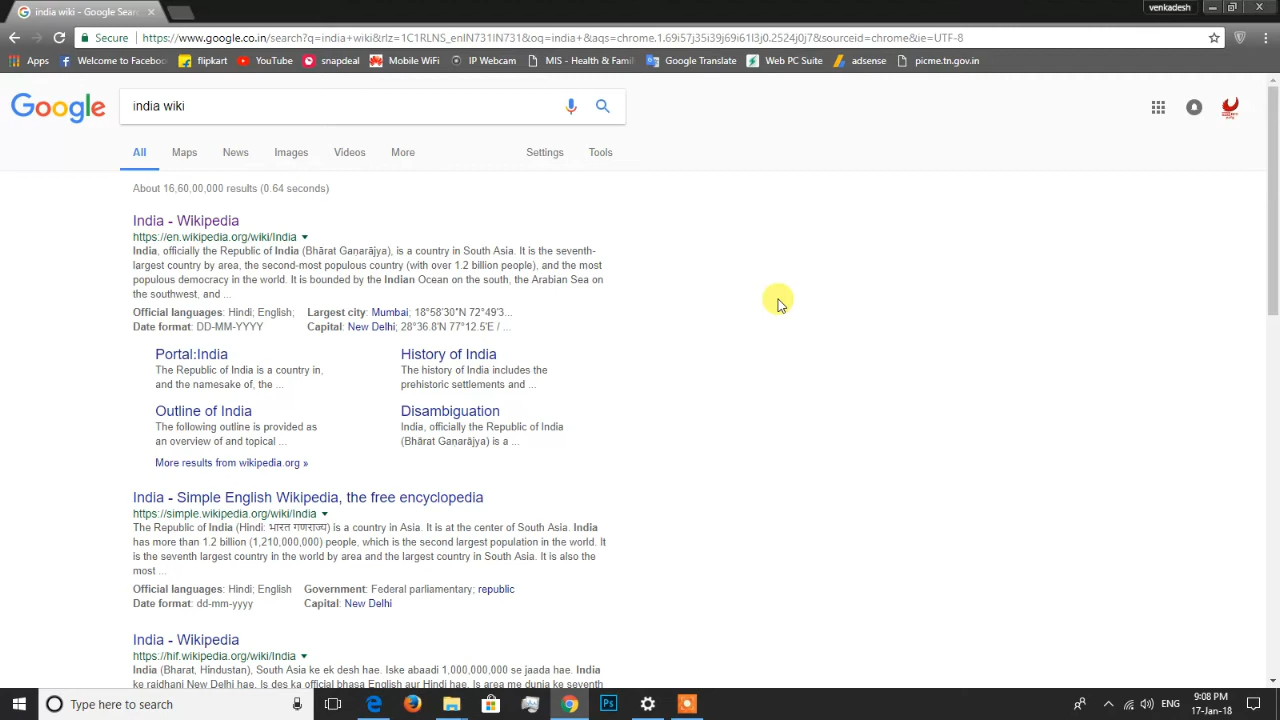 india wiki - Google Sear
venkadesh
Secure
https://www.google.co.in/search?q=india+wiki&rlz=1C1RLNS_enIN731IN731&oq=india+&aqs=chrome.1.69i57j35i39j69i61l3j0.2524j0j7&sourceid=chrome&ie=UTF-8
Apps
Welcome to Faceboo
flipkart
YouTube
snapdeal
Mobile WiFi
IP Webcam
MIS - Health & Famil
Google Translate
Web PC Suite
adsense
picme.tn.gov.in
Google
india wiki
All
Maps
News
Images
Videos
More
Settings
Tools
About 16,60,00,000 results (0.64 seconds)
India - Wikipedia
https://en.wikipedia.org/wiki/India
India, officially the Republic of India (Bhārat Gaṇarājya), is a country in South Asia. It is the seventh-
largest country by area, the second-most populous country (with over 1.2 billion people), and the most
populous democracy in the world. It is bounded by the Indian Ocean on the south, the Arabian Sea on
the southwest, and ...
Official languages: Hindi; English; Largest city: Mumbai; 18°58′30″N 72°49′3...
Date format: DD-MM-YYYY Capital: New Delhi; 28°36.8′N 77°12.5′E / ...
Portal:India
The Republic of India is a country in,
and the namesake of, the ...
History of India
The history of India includes the
prehistoric settlements and ...
Outline of India
The following outline is provided as
an overview of and topical ...
Disambiguation
India, officially the Republic of India
(Bhārat Gaṇarājya) is a ...
More results from wikipedia.org »
India - Simple English Wikipedia, the free encyclopedia
https://simple.wikipedia.org/wiki/India
The Republic of India (Hindi: भारत गणराज्य) is a country in Asia. It is at the center of South Asia. India
has more than 1.2 billion (1,210,000,000) people, which is the second largest population in the world. It
is the seventh largest country in the world by area and the largest country in South Asia. It is also the
most ...
Official languages: Hindi; English Government: Federal parliamentary; republic
Date format: dd-mm-yyyy Capital: New Delhi
India - Wikipedia
https://hif.wikipedia.org/wiki/India
India (Bharat, Hindustan), South Asia ke ek desh hae. Iske abaadi 1,000,000,000 se jaada hae. India
ke rajdhani New Delhi hae. Is des ka official bhasa English aur Hindi hae. Is area me dunia ke seventh
Type here to search
Ps
ENG
9:08 PM
17-Jan-18